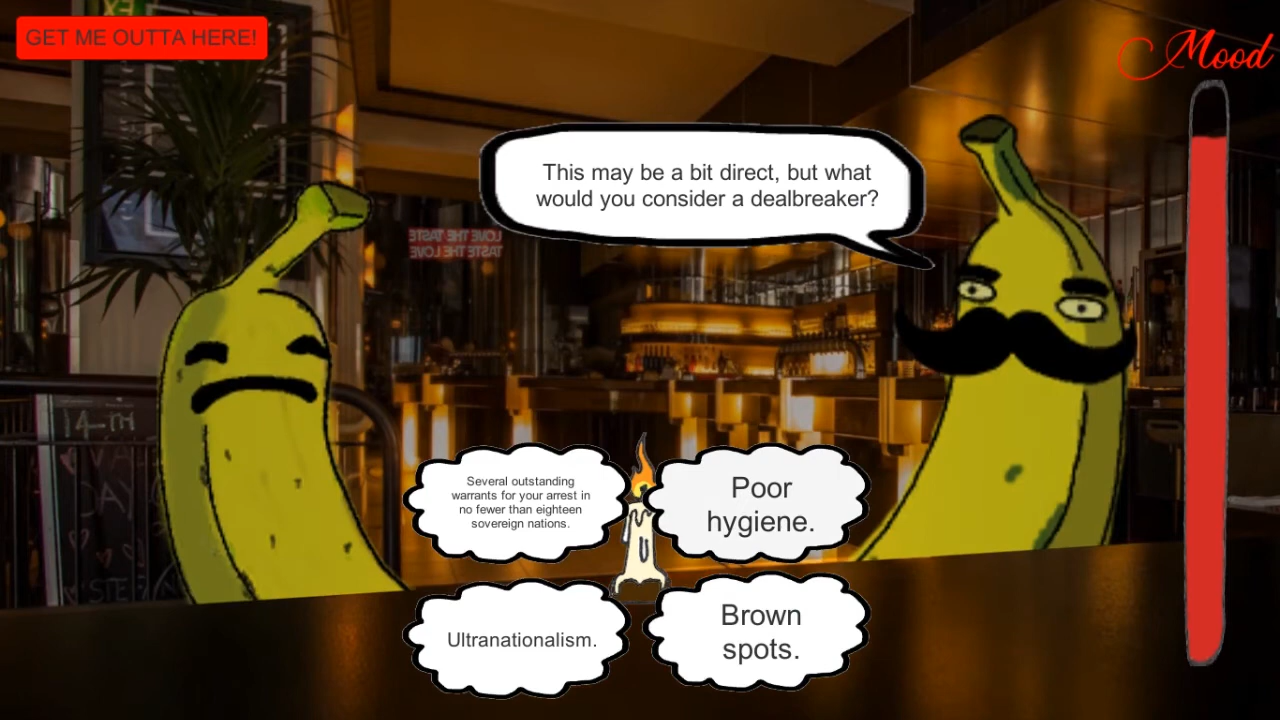 GET ME OUTTA HERE!
Mood
This may be a bit direct, but what
would you consider a dealbreaker?
LOVE THE TASTE
TASTE THE LOVE
Several outstanding
warrants for your arrest in
no fewer than eighteen
sovereign nations.
Poor
hygiene.
14TH
Ultranationalism.
Brown
spots.